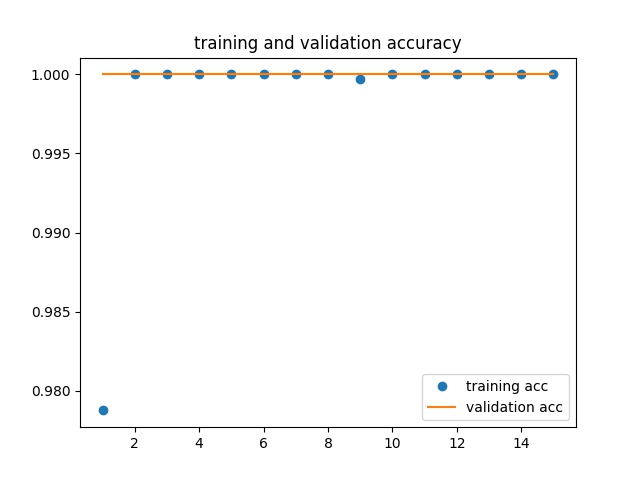 training and validation accuracy
1.000
0.995
0.990
0.985
0.980
training acc
validation acc
2 4 6 8 10 12 14